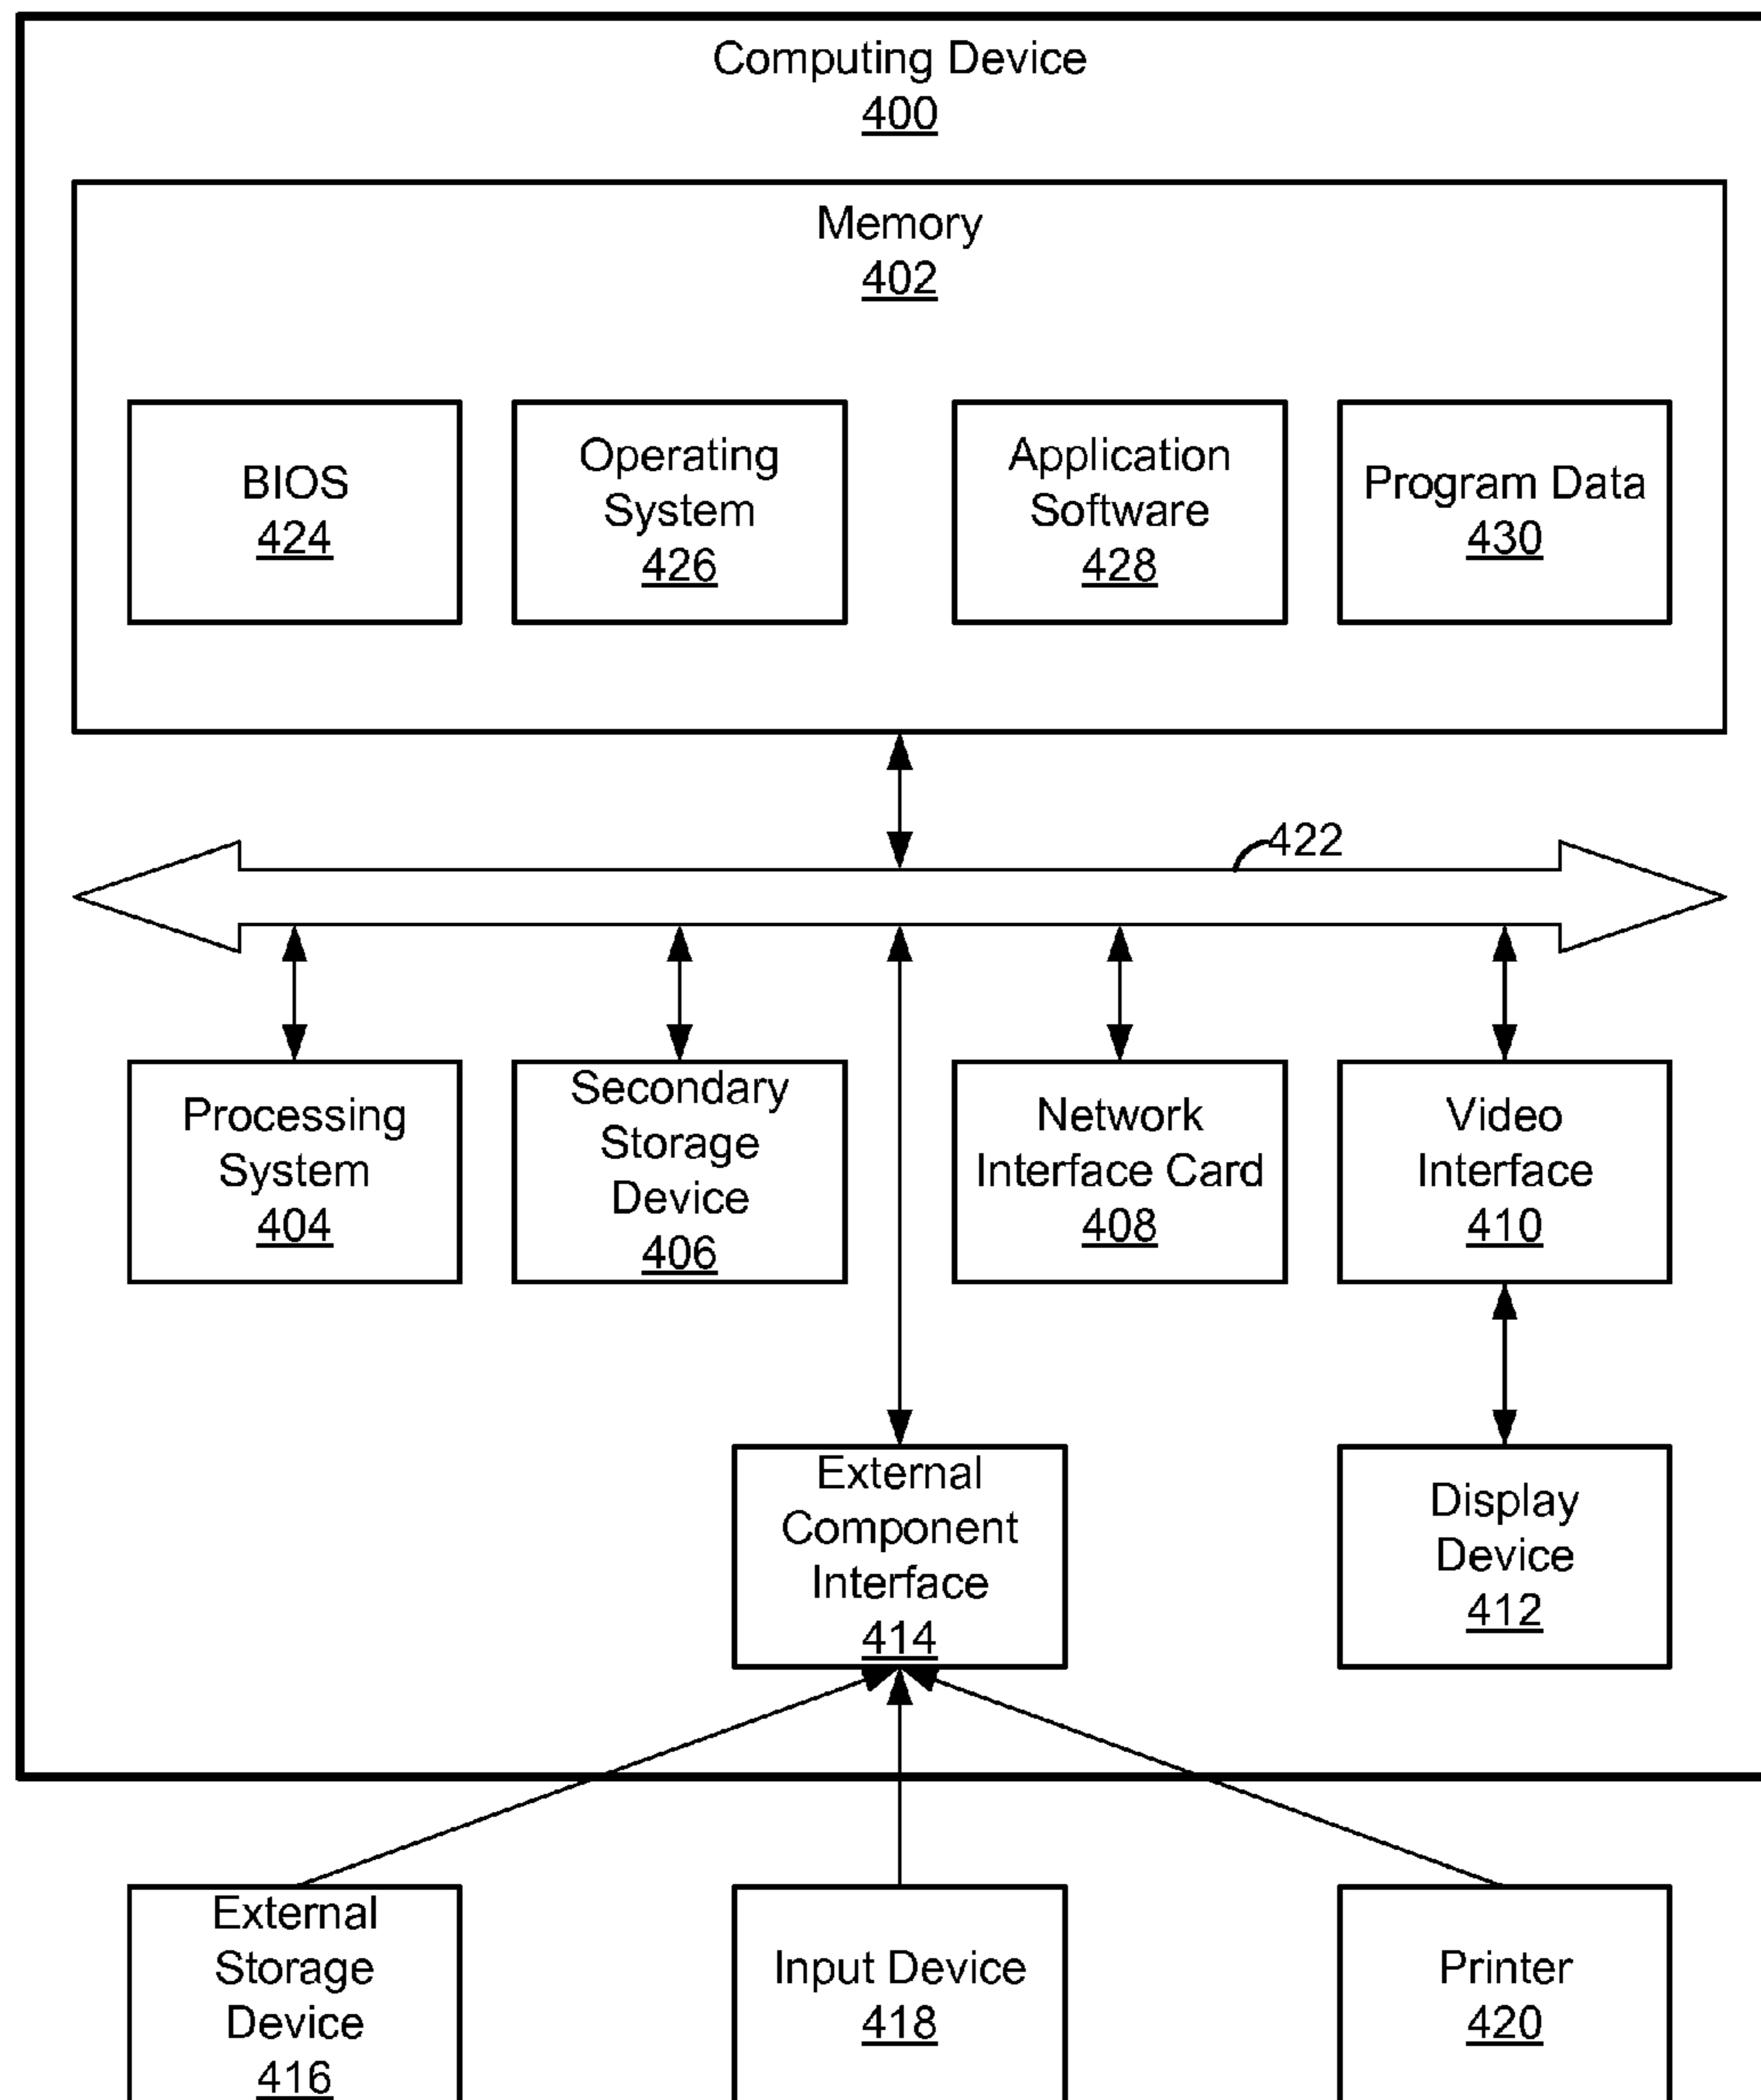 Computing Device
400
Memory
402
BIOS
424
Operating
System
426
Application
Software
428
Program Data
430
422
Processing
System
404
Secondary
Storage
Device
406
Network
Interface Card
408
Video
Interface
410
External
Component
Interface
414
Display
Device
412
External
Storage
Device
416
Input Device
418
Printer
420